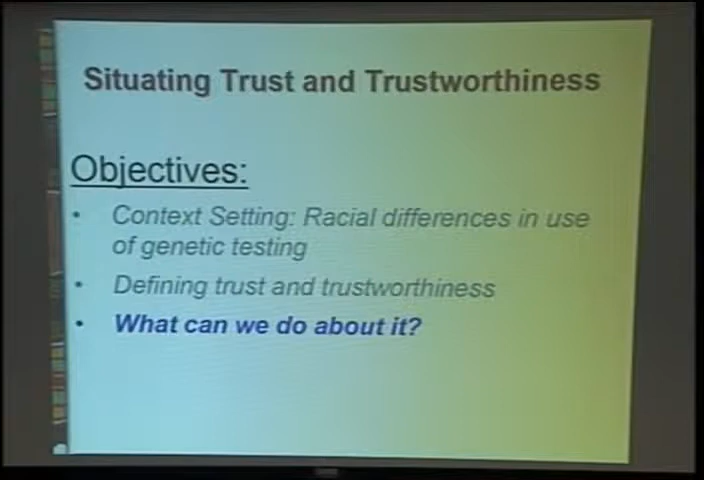 Situating Trust and Trustworthiness
Objectives:
• Context Setting: Racial differences in use
of genetic testing
• Defining trust and trustworthiness
• What can we do about it?